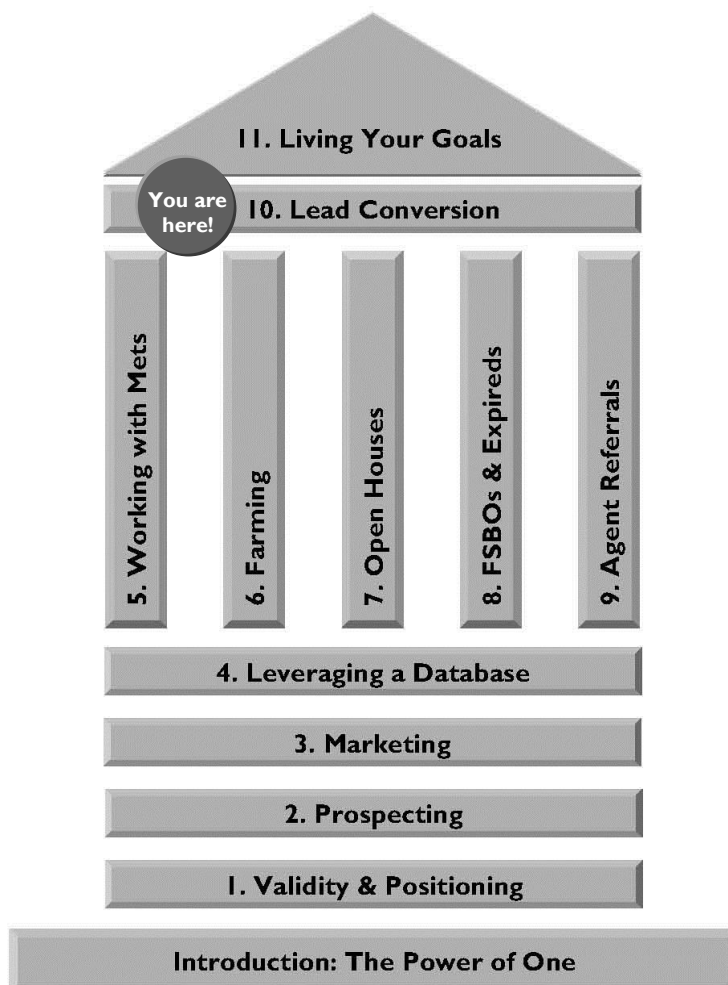 11. Living Your Goals
You are
here!
10. Lead Conversion
5. Working with Mets
6. Farming
7. Open Houses
8. FSBOs & Expireds
9. Agent Referrals
4. Leveraging a Database
3. Marketing
2. Prospecting
1. Validity & Positioning
Introduction: The Power of One